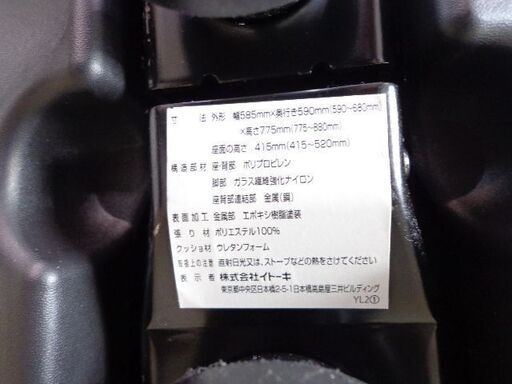 寸　法 外形 幅585mm×奥行き590mm(590~680mm)
×高さ775mm(775~880mm)
座面の高さ 415mm(415~520mm)
構造部材 座・背部 ポリプロピレン
脚部 ガラス繊維強化ナイロン
座背部連結部 金属(鋼)
表面加工 金属部 エポキシ樹脂塗装
張り材 ポリエステル100%
クッション材 ウレタンフォーム
取扱上の注意 直射日光又は、ストーブなどの熱をさけてください
表示者 株式会社イトーキ
東京都中央区日本橋2-5-1日本橋高島屋三井ビルディング
YL2①